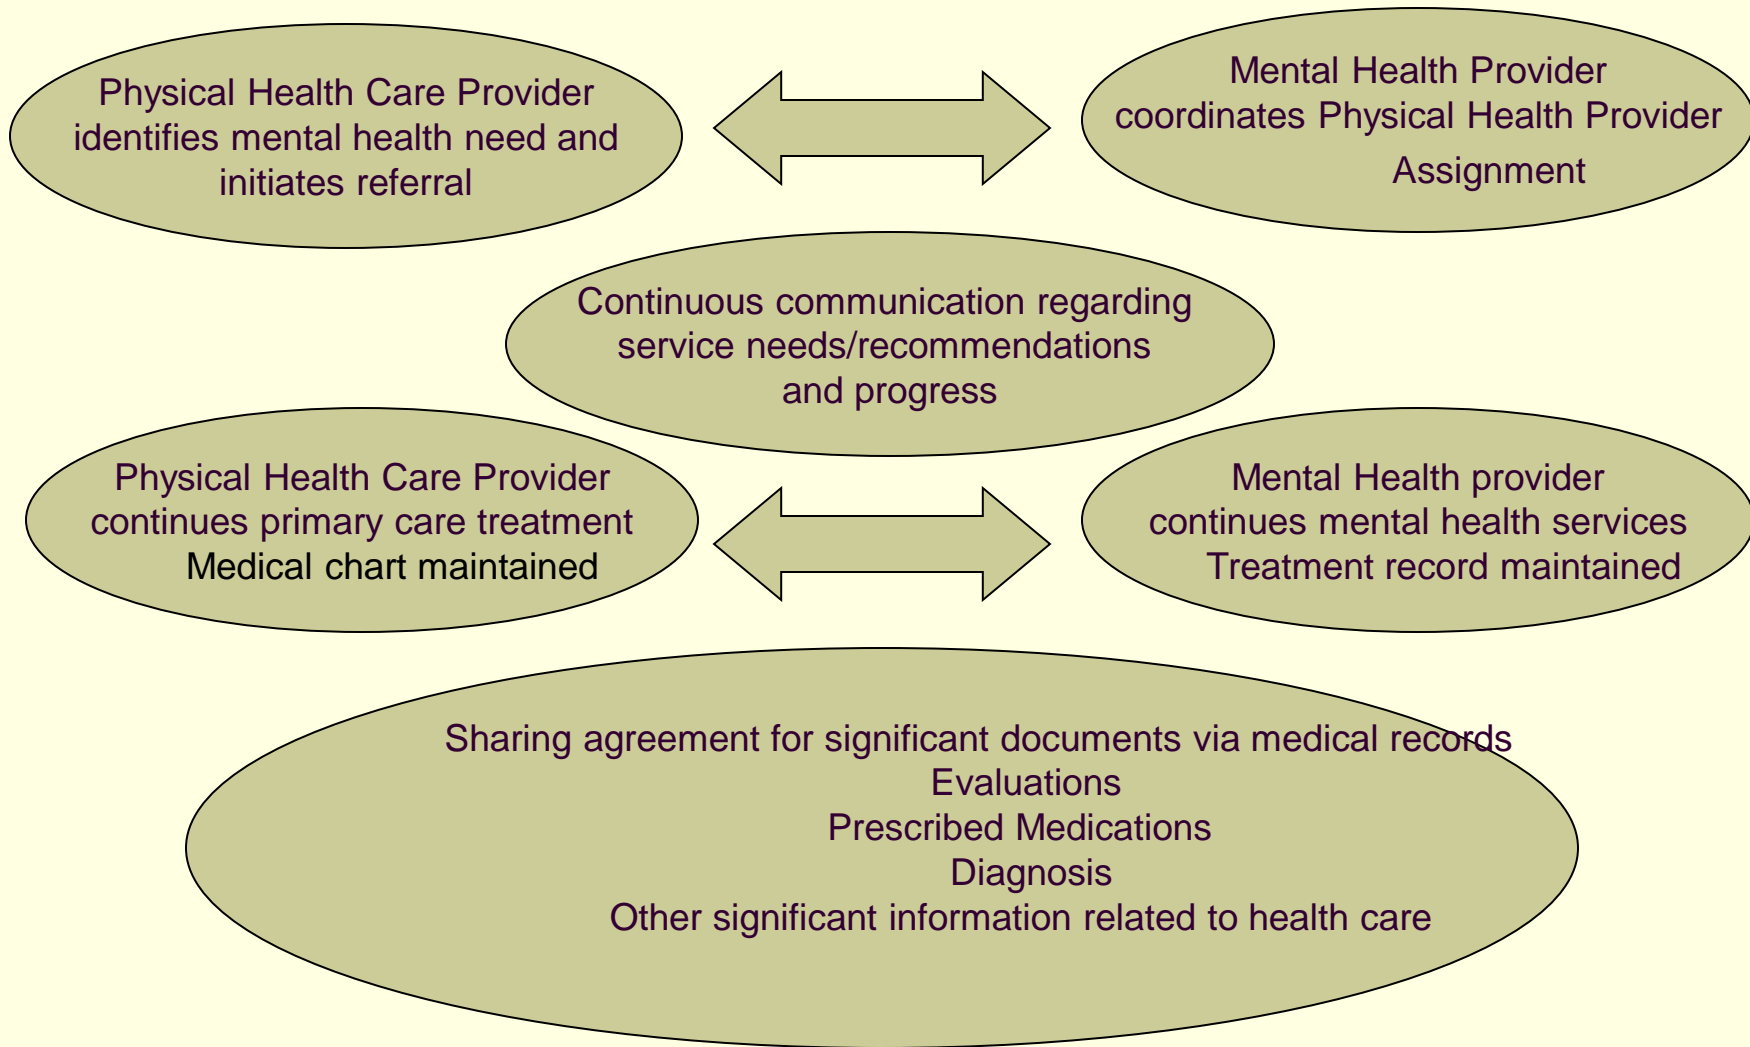 Physical Health Care Provider
identifies mental health need and
initiates referral
Mental Health Provider
coordinates Physical Health Provider
Assignment
Continuous communication regarding
service needs/recommendations
and progress
Physical Health Care Provider
continues primary care treatment
Medical chart maintained
Mental Health provider
continues mental health services
Treatment record maintained
Sharing agreement for significant documents via medical records
Evaluations
Prescribed Medications
Diagnosis
Other significant information related to health care